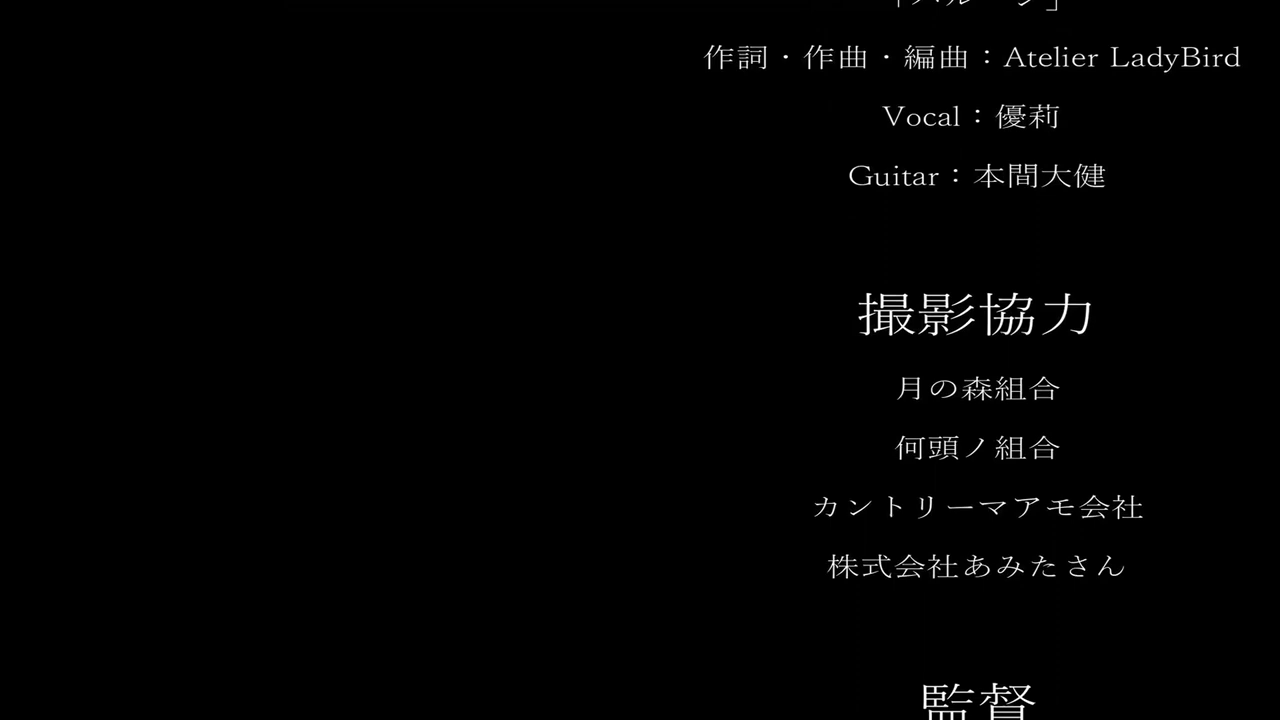 作詞・作曲・編曲：Atelier LadyBird
Vocal：優莉
Guitar：本間大健
撮影協力
月の森組合
何頭ノ組合
カントリーマアモ会社
株式会社あみたさん
監督